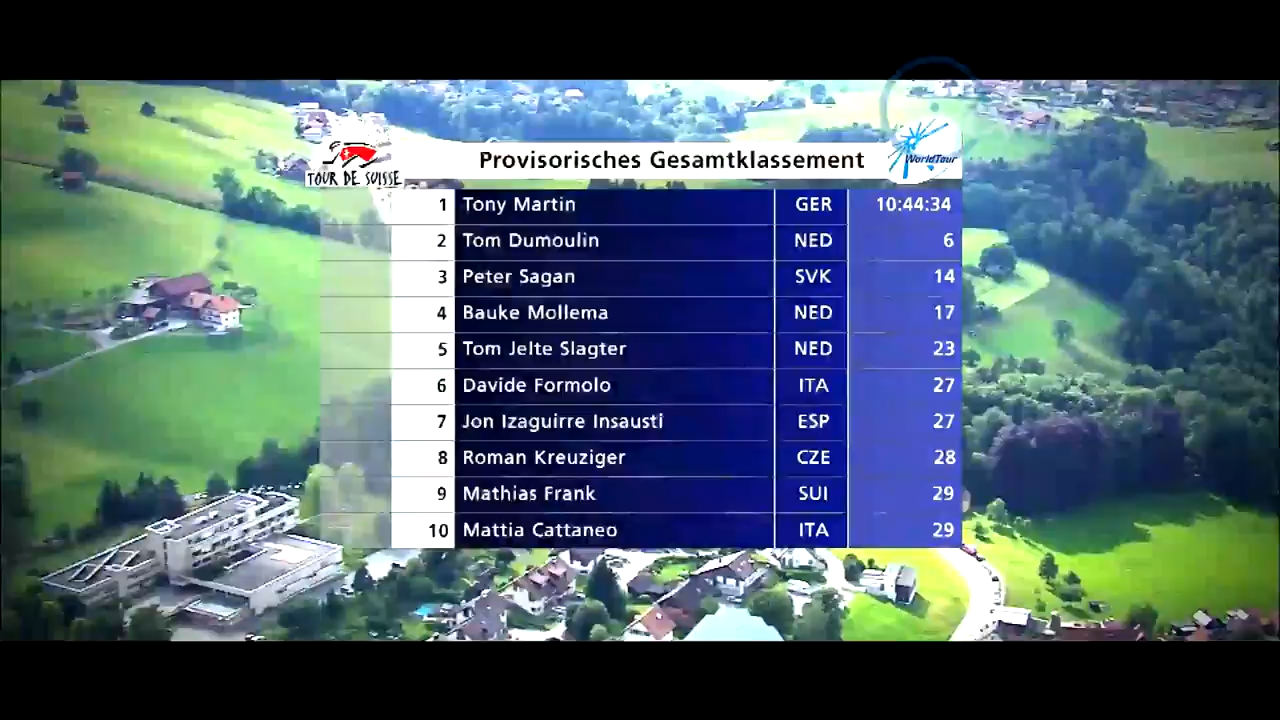 Provisorisches Gesamtklassement
TOUR DE SUISSE
WorldTour
1 Tony Martin GER 10:44:34
2 Tom Dumoulin NED 6
3 Peter Sagan SVK 14
4 Bauke Mollema NED 17
5 Tom Jelte Slagter NED 23
6 Davide Formolo ITA 27
7 Jon Izaguirre Insausti ESP 27
8 Roman Kreuziger CZE 28
9 Mathias Frank SUI 29
10 Mattia Cattaneo ITA 29